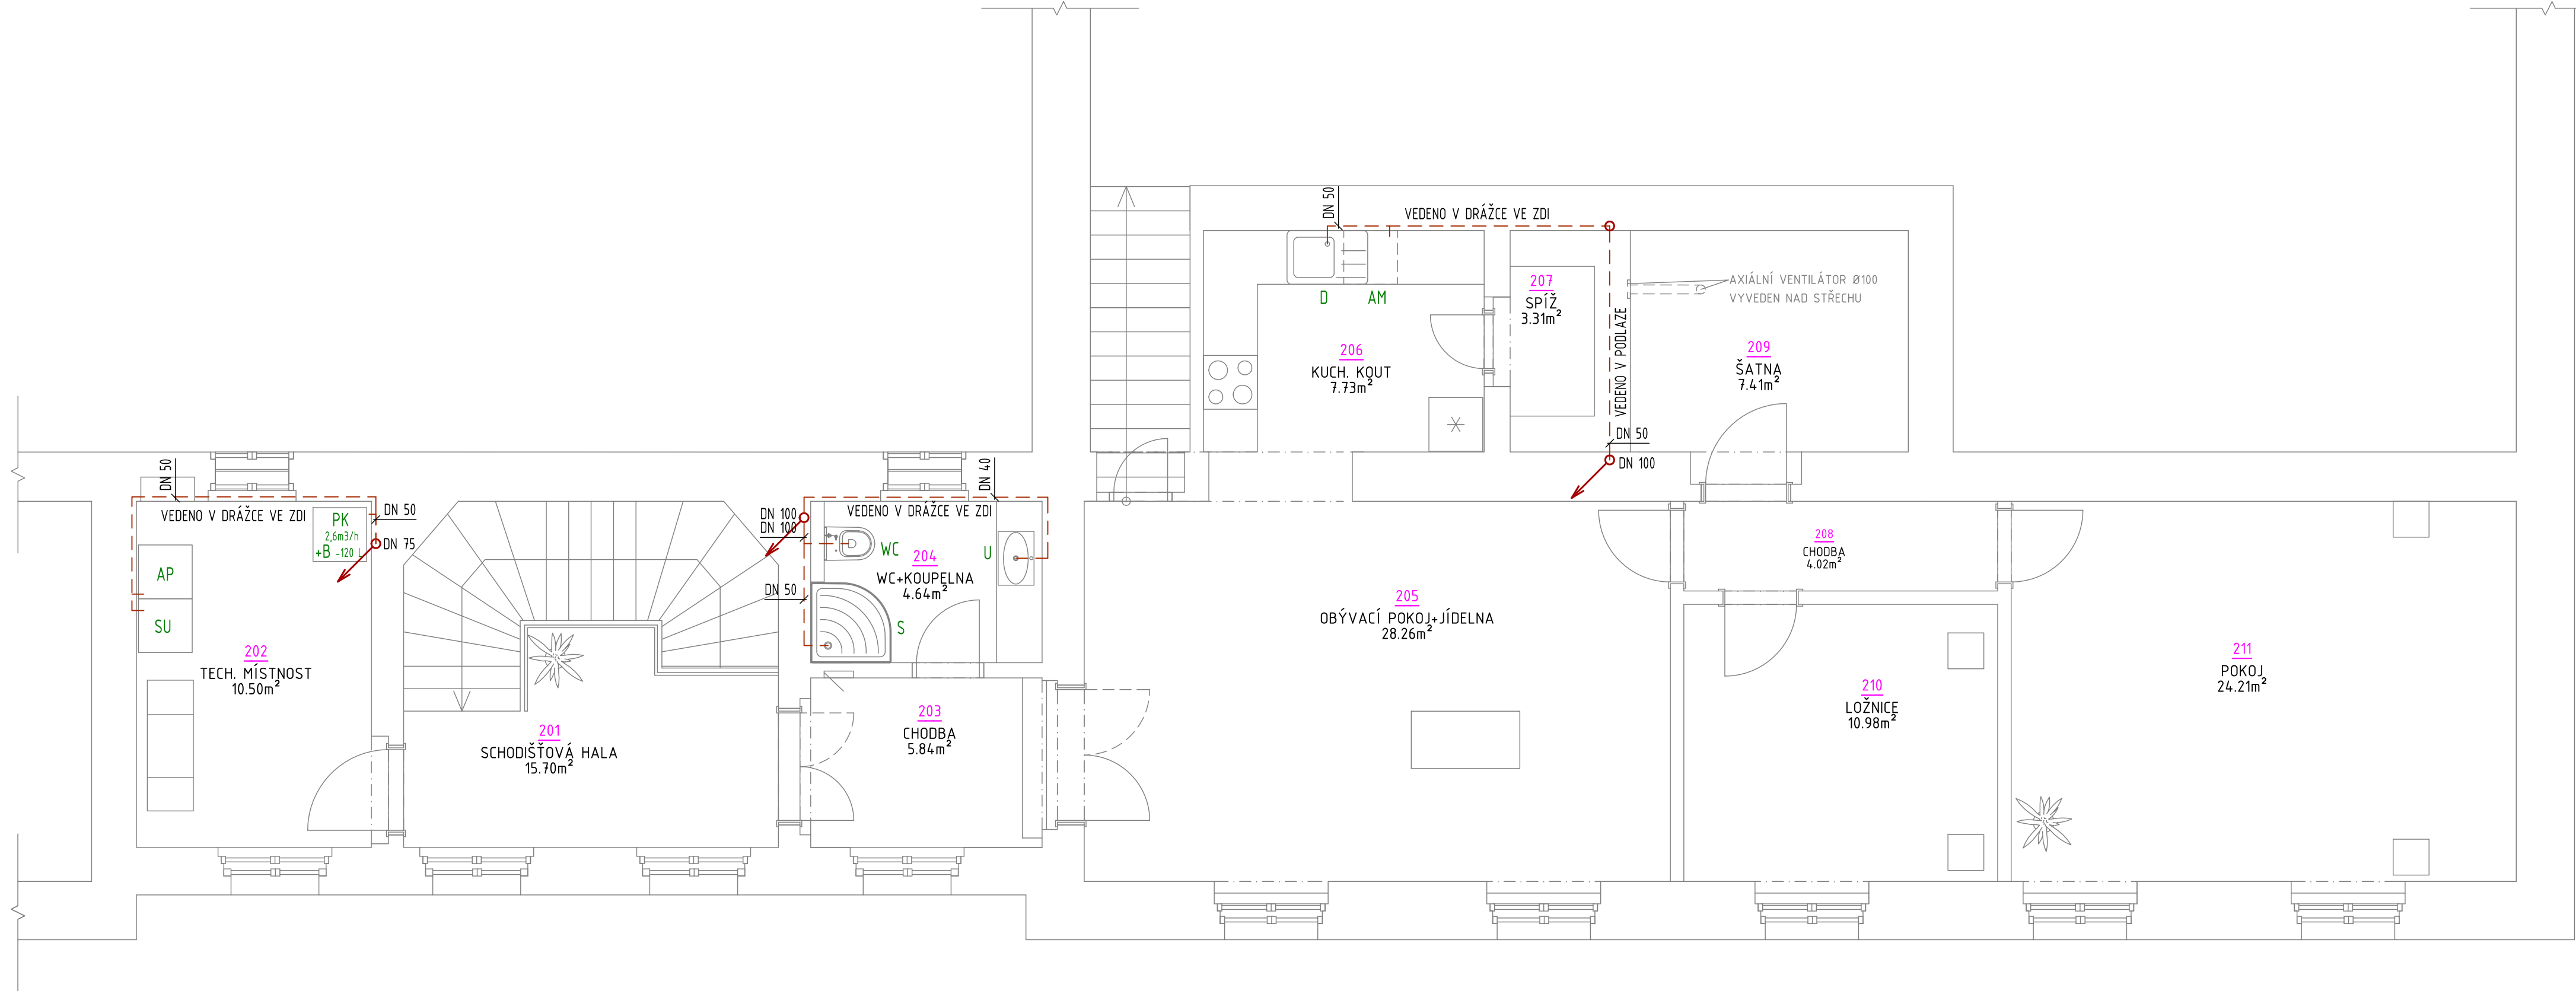 DN 50
VEDENO V DRÁŽCE VE ZDI
PK
2,6m3/h
+B -120 L
DN 50
DN 75
AP
SU
202
TECH. MÍSTNOST
10.50m²
201
SCHODIŠŤOVÁ HALA
15.70m²
DN 100
DN 100
DN 50
DN 40
VEDENO V DRÁŽCE VE ZDI
WC
U
204
WC+KOUPELNA
4.64m²
S
203
CHODBA
5.84m²
DN 50
VEDENO V DRÁŽCE VE ZDI
D
AM
206
KUCH. KOUT
7.73m²
207
SPÍŽ
3.31m²
VEDENO V PODLAZE
AXIÁLNÍ VENTILÁTOR Ø100
VYVEDEN NAD STŘECHU
209
ŠATNA
7.41m²
DN 50
DN 100
205
OBÝVACÍ POKOJ+JÍDELNA
28.26m²
208
CHODBA
4.02m²
210
LOŽNICE
10.98m²
211
POKOJ
24.21m²